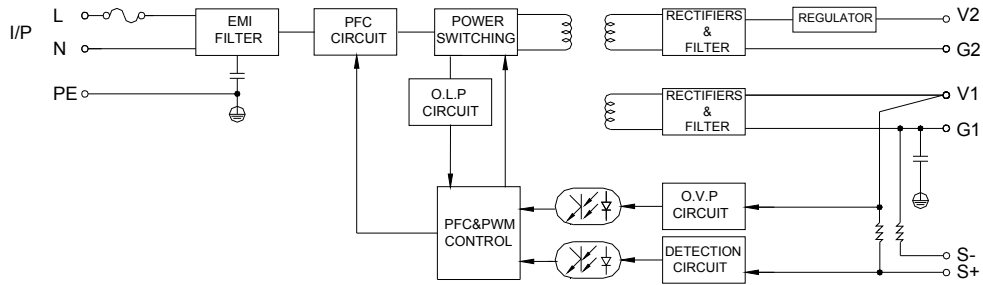 I/P
L
N
PE
EMI
FILTER
PFC
CIRCUIT
POWER
SWITCHING
O.L.P
CIRCUIT
RECTIFIERS
&
FILTER
REGULATOR
V2
G2
RECTIFIERS
&
FILTER
V1
G1
PFC&PWM
CONTROL
O.V.P
CIRCUIT
DETECTION
CIRCUIT
S-
S+